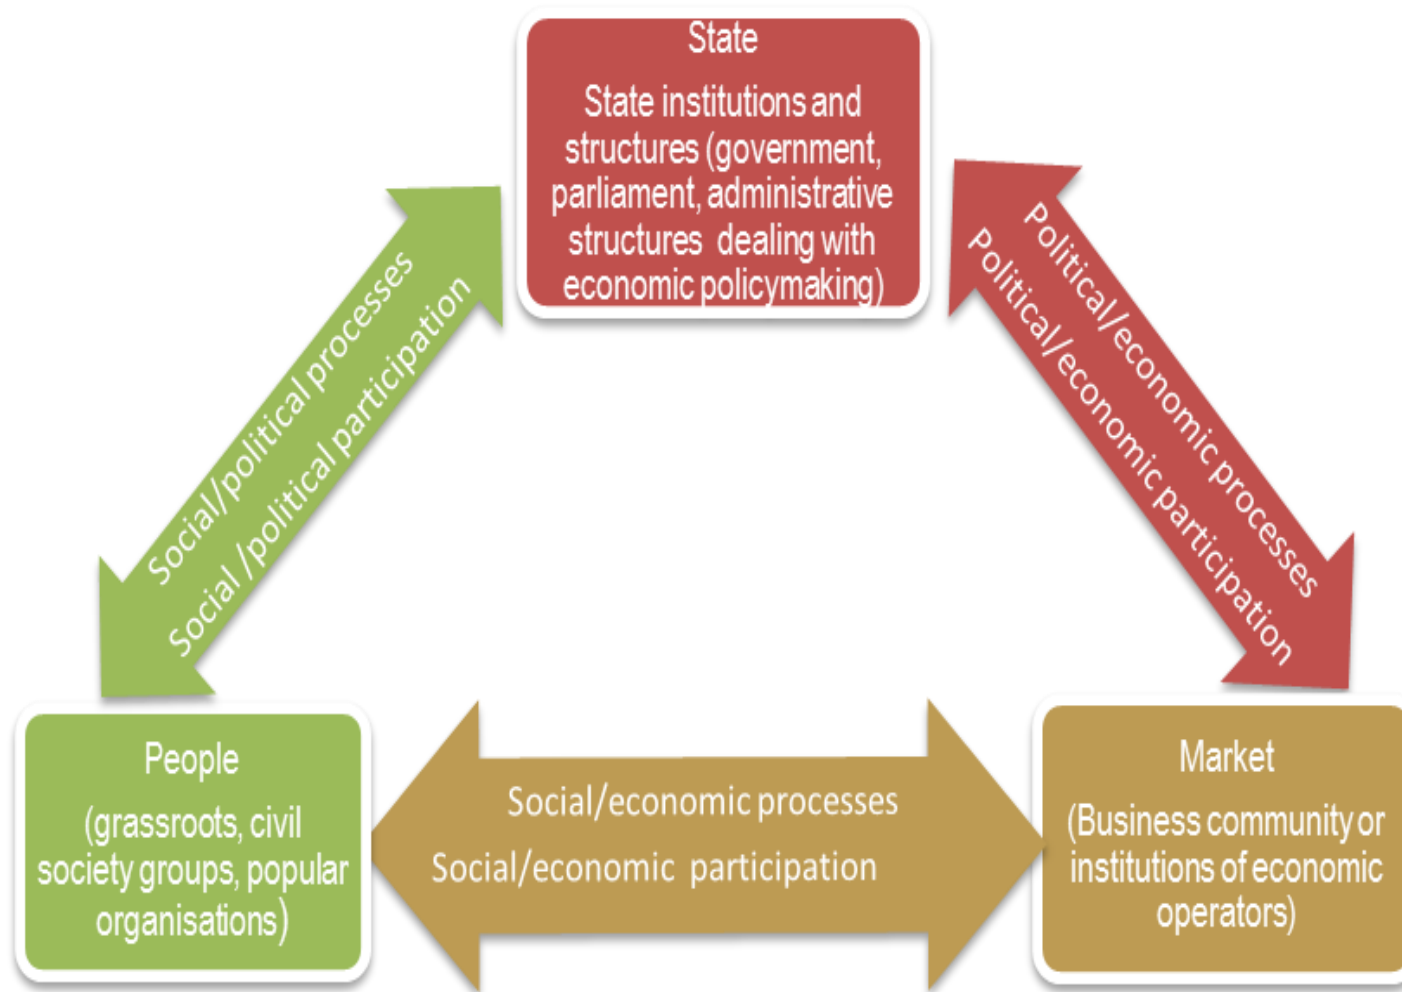 State
State institutions and
structures (government,
parliament, administrative
structures dealing with
economic policymaking)
Social/political processes
Social /political participation
Political/economic processes
Political/economic participation
People
(grassroots, civil
society groups, popular
organisations)
Social/economic processes
Social/economic participation
Market
(Business community or
institutions of economic
operators)